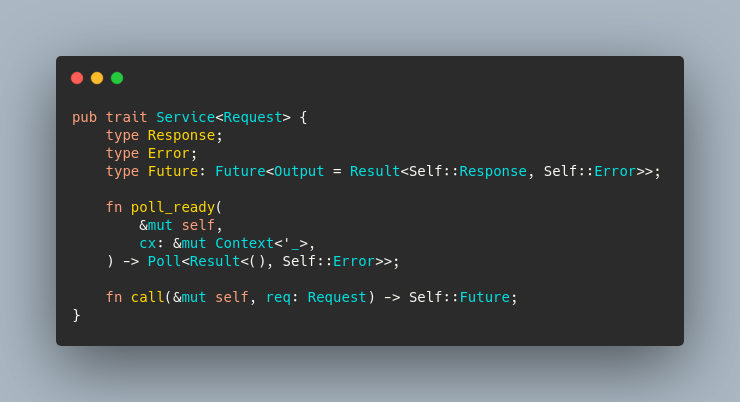 pub trait Service<Request> {
    type Response;
    type Error;
    type Future: Future<Output = Result<Self::Response, Self::Error>>;

    fn poll_ready(
        &mut self,
        cx: &mut Context<'_>,
    ) -> Poll<Result<(), Self::Error>>;

    fn call(&mut self, req: Request) -> Self::Future;
}